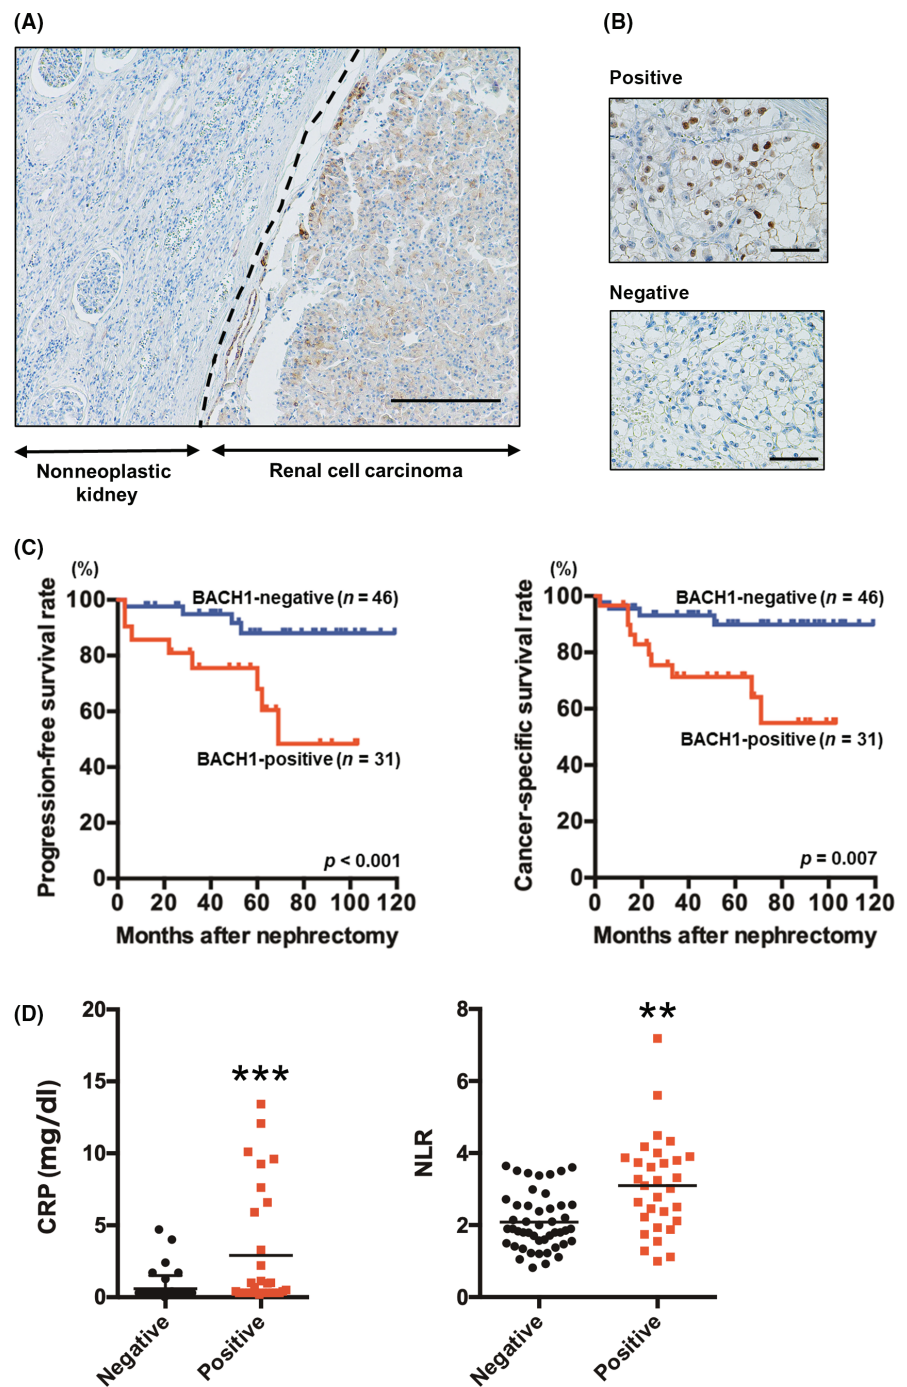 (A)
(B)
Positive
Negative
Nonneoplastic
kidney
Renal cell carcinoma
(C)
(%)
Progression-free survival rate
100
80
60
40
20
0
BACH1-negative (n = 46)
BACH1-positive (n = 31)
p < 0.001
0 20 40 60 80 100 120
Months after nephrectomy
(%)
Cancer-specific survival rate
100
80
60
40
20
0
BACH1-negative (n = 46)
BACH1-positive (n = 31)
p = 0.007
0 20 40 60 80 100 120
Months after nephrectomy
(D)
CRP (mg/dl)
20
15
10
5
0
***
Negative
Positive
NLR
8
6
4
2
0
**
Negative
Positive